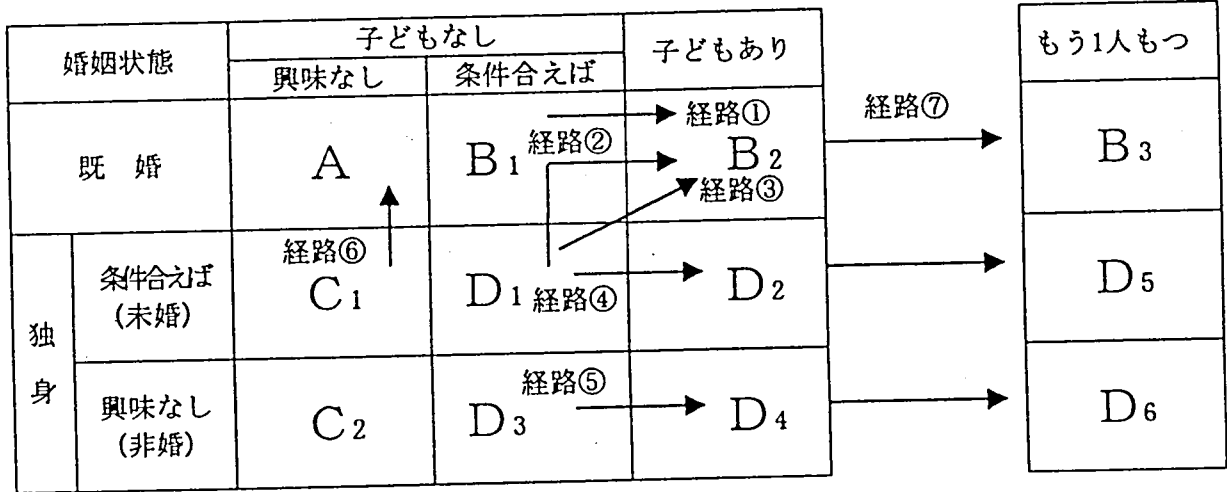 婚姻状態 子どもなし 子どもあり もう1人もつ
興味なし 条件合えば
既 婚 A B1 経路② 経路① B2 経路③ 経路⑦ B3
独身 条件合えば (未婚) 経路⑥ C1 D1 経路④ D2 D5
興味なし (非婚) C2 D3 経路⑤ D4 D6